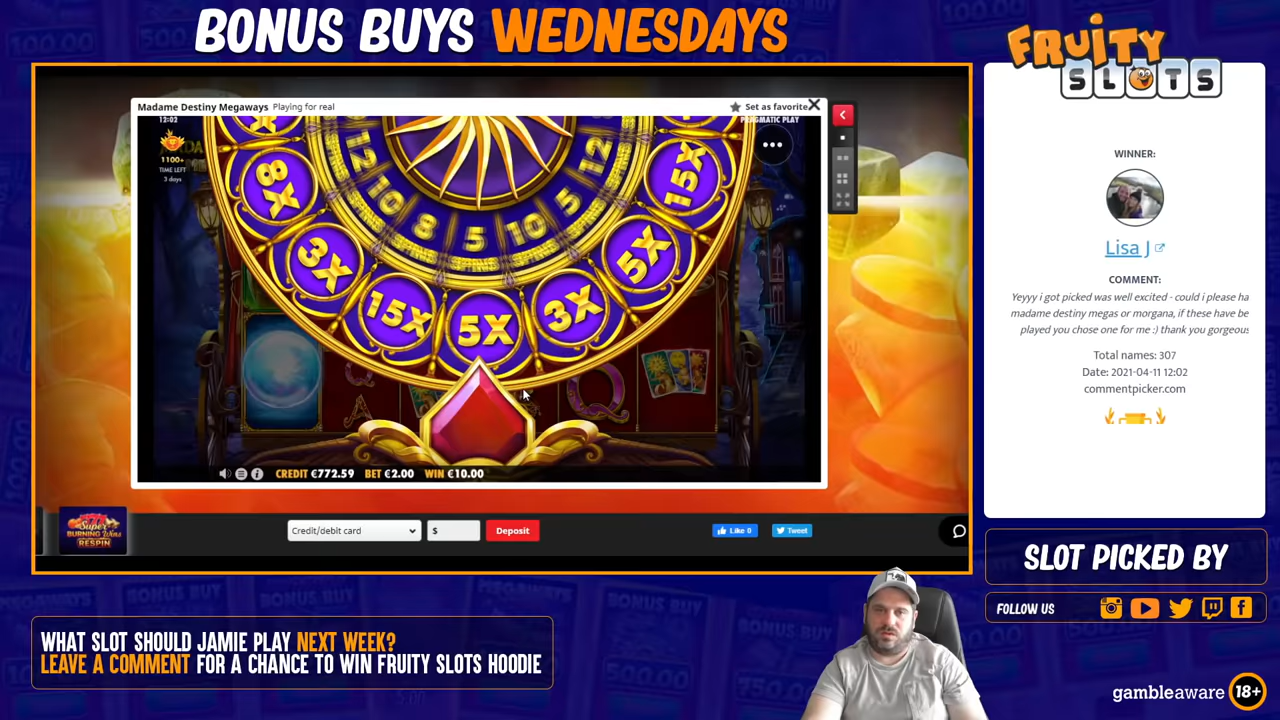 BONUS BUYS WEDNESDAYS
FRUITY
SLOTS
Madame Destiny Megaways Playing for real
Set as favorite
12:02
PRAGMATIC PLAY
1100+
TIME LEFT
3 days
8X
3X
15X
5X
3X
5X
15X
12
10
8
5
10
5
12
A
Q
CREDIT €772.59 BET €2.00 WIN €10.00
Super
BURNING Wins
RESPIN
Credit/debit card
$
Deposit
Like 0
Tweet
WINNER:
Lisa J
COMMENT:
Yeyyy i got picked was well excited - could i please ha
madame destiny megas or morgana, if these have be
played you chose one for me :) thank you gorgeous
Total names: 307
Date: 2021-04-11 12:02
commentpicker.com
SLOT PICKED BY
FOLLOW US
WHAT SLOT SHOULD JAMIE PLAY NEXT WEEK?
LEAVE A COMMENT FOR A CHANCE TO WIN FRUITY SLOTS HOODIE
gambleaware 18+